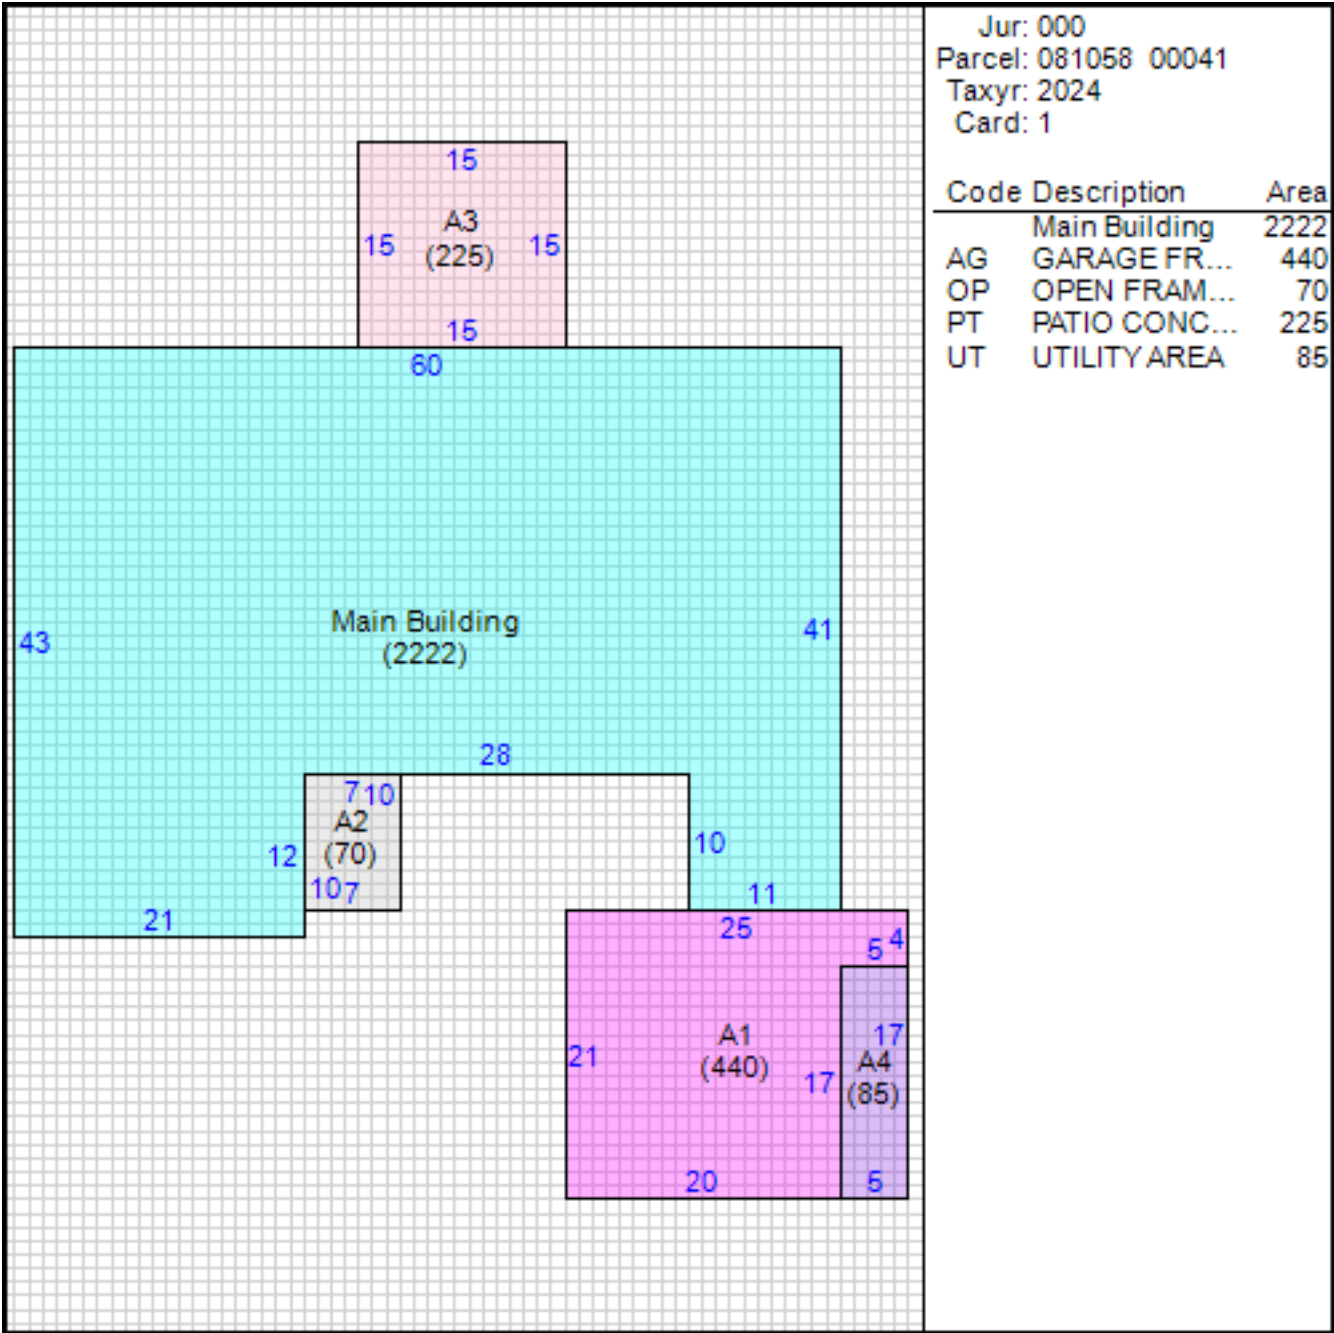 Jur: 000
Parcel: 081058 00041
Taxyr: 2024
Card: 1
Code Description Area
Main Building 2222
AG GARAGE FR... 440
OP OPEN FRAM... 70
PT PATIO CONC... 225
UT UTILITY AREA 85
15
A3
15 (225) 15
15
60
Main Building
43 (2222) 41
28
7 10
A2
12 (70) 10
10 7 11
21 25 4
5
17
A1
21 (440) 17 A4
(85)
20 5